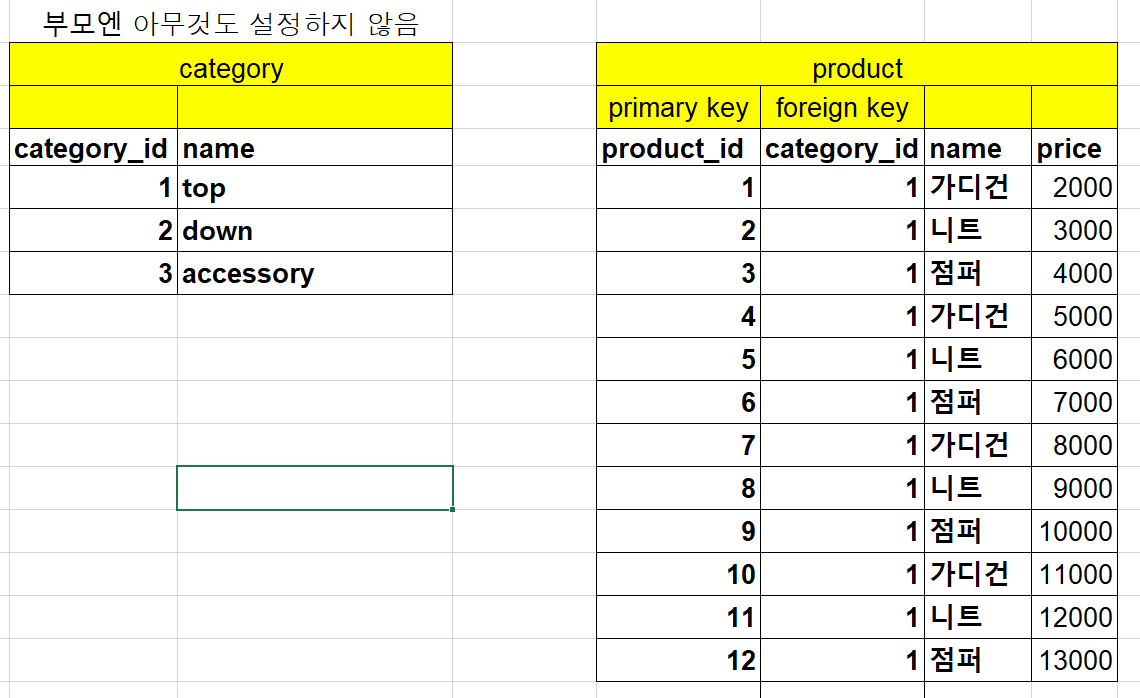 부모엔 아무것도 설정하지 않음
category
category_id name
1 top
2 down
3 accessory
product
primary key foreign key
product_id category_id name price
1 1 가디건 2000
2 1 니트 3000
3 1 점퍼 4000
4 1 가디건 5000
5 1 니트 6000
6 1 점퍼 7000
7 1 가디건 8000
8 1 니트 9000
9 1 점퍼 10000
10 1 가디건 11000
11 1 니트 12000
12 1 점퍼 13000